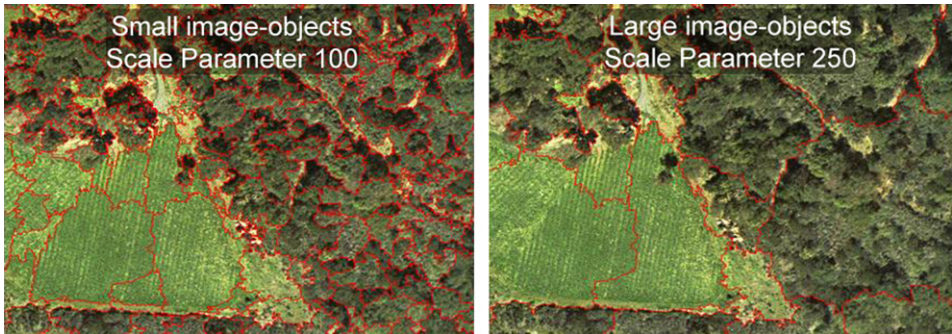 Small image-objects
Scale Parameter 100
Large image-objects
Scale Parameter 250